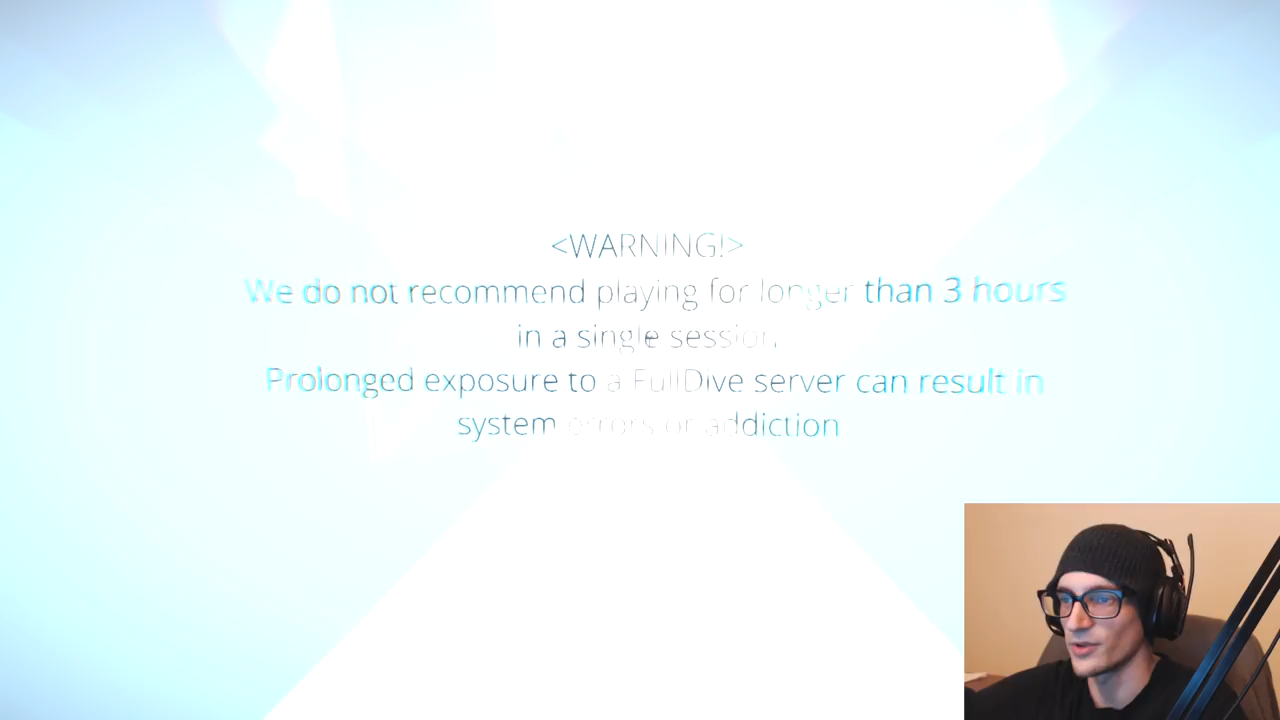 <WARNING!>
We do not recommend playing for longer than 3 hours
in a single session.
Prolonged exposure to a FullDive server can result in
system errors or addiction